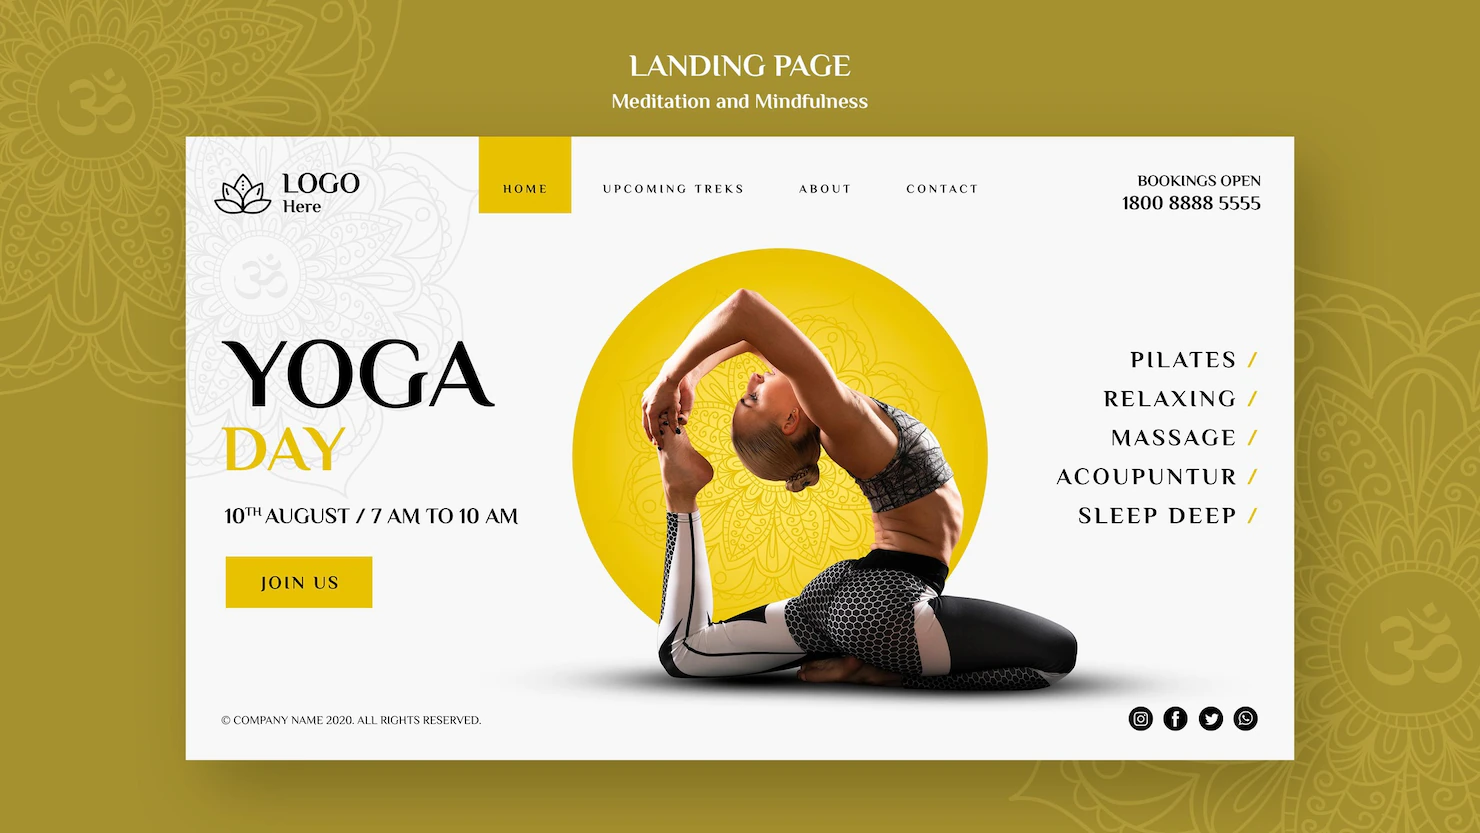 LANDING PAGE
Meditation and Mindfulness
LOGO
Here
HOME
UPCOMING TREKS
ABOUT
CONTACT
BOOKINGS OPEN
1800 8888 5555
YOGA
DAY
10TH AUGUST / 7 AM TO 10 AM
JOIN US
PILATES /
RELAXING /
MASSAGE /
ACOUPUNTUR /
SLEEP DEEP /
© COMPANY NAME 2020. ALL RIGHTS RESERVED.
ॐ
ॐ
ॐ